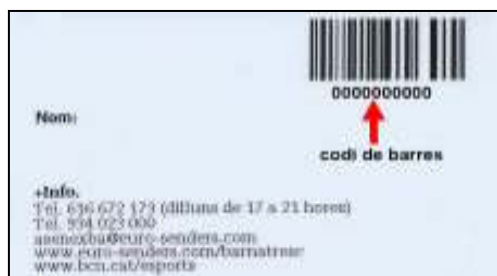 0000000000
Nom:
codi de barres
+Info.
Tel. 636 672 173 (dilluns de 17 a 21 hores)
Tel. 934 023 000
www.euro-senders.com/barnatresc
www.bcn.cat/esports